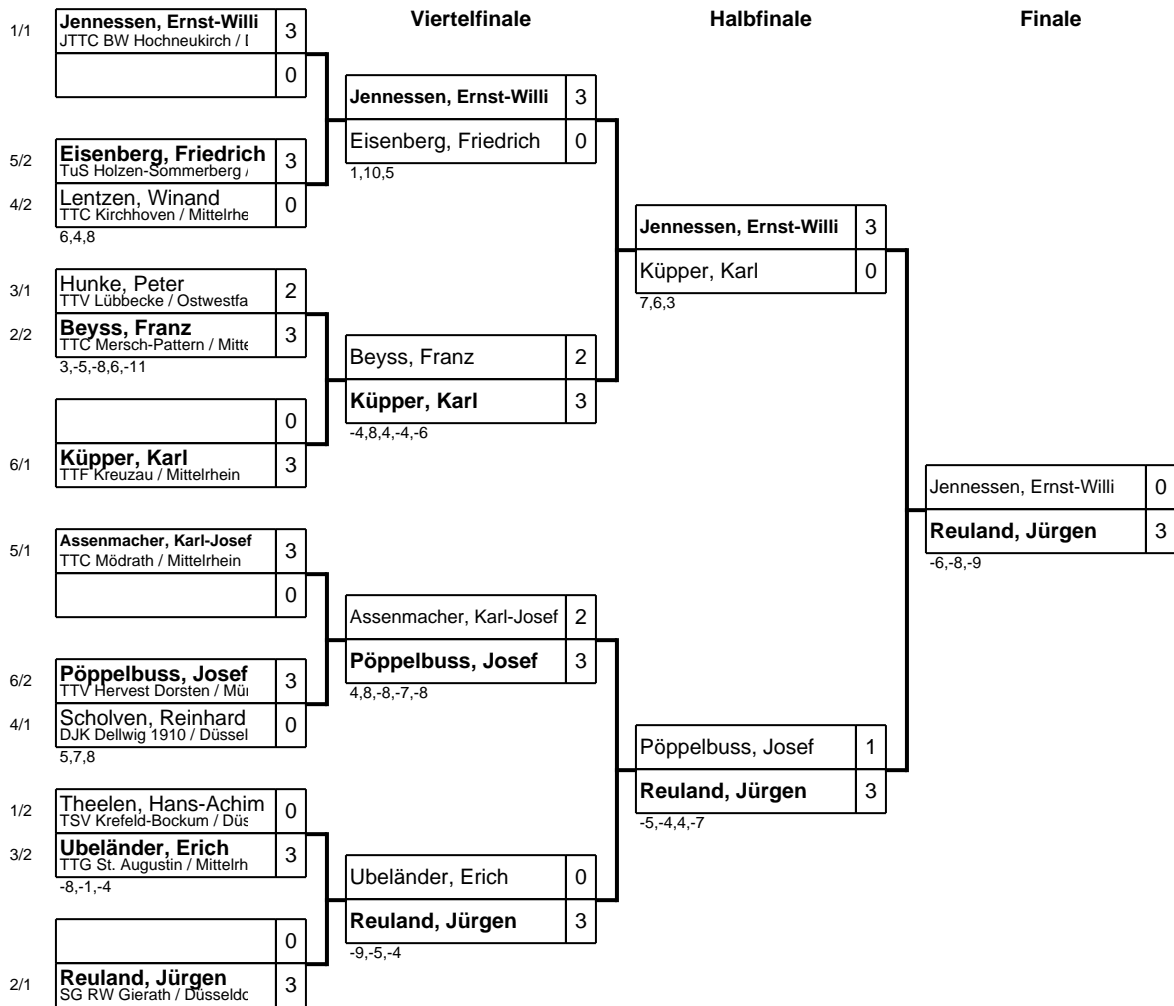 Viertelfinale
Halbfinale
Finale
1/1
Jennessen, Ernst-Willi 3
JTTC BW Hochneukirch /
0
5/2
Eisenberg, Friedrich 3
TuS Holzen-Sommerberg /
4/2
Lentzen, Winand 0
TTC Kirchhoven / Mittelrhe
6,4,8
3/1
Hunke, Peter 2
TTV Lübbecke / Ostwestfa
2/2
Beyss, Franz 3
TTC Mersch-Pattern / Mitte
3,-5,-8,6,-11
0
6/1
Küpper, Karl 3
TTF Kreuzau / Mittelrhein
5/1
Assenmacher, Karl-Josef 3
TTC Mödrath / Mittelrhein
0
6/2
Pöppelbuss, Josef 3
TTV Hervest Dorsten / Mü
4/1
Scholven, Reinhard 0
DJK Dellwig 1910 / Düssel
5,7,8
1/2
Theelen, Hans-Achim 0
TSV Krefeld-Bockum / Düs
3/2
Ubeländer, Erich 3
TTG St. Augustin / Mittelrh
-8,-1,-4
0
2/1
Reuland, Jürgen 3
SG RW Gierath / Düsseldo
Jennessen, Ernst-Willi 3
Eisenberg, Friedrich 0
1,10,5
Beyss, Franz 2
Küpper, Karl 3
-4,8,4,-4,-6
Assenmacher, Karl-Josef 2
Pöppelbuss, Josef 3
4,8,-8,-7,-8
Ubeländer, Erich 0
Reuland, Jürgen 3
-9,-5,-4
Jennessen, Ernst-Willi 3
Küpper, Karl 0
7,6,3
Pöppelbuss, Josef 1
Reuland, Jürgen 3
-5,-4,4,-7
Jennessen, Ernst-Willi 0
Reuland, Jürgen 3
-6,-8,-9